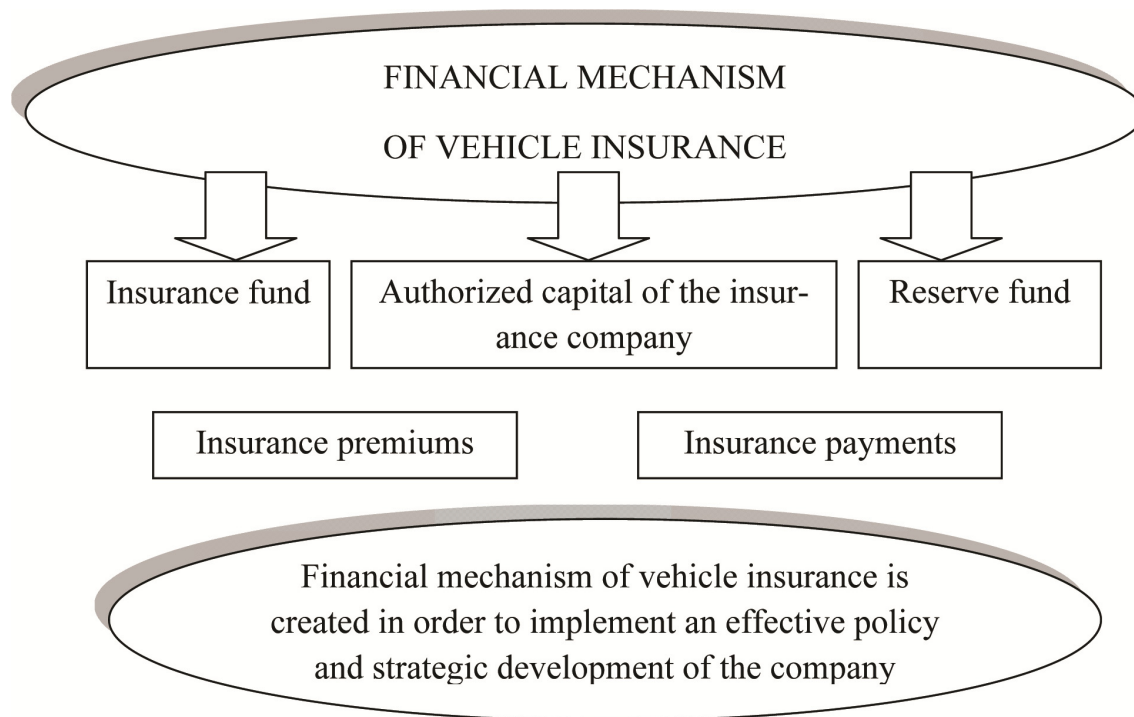 FINANCIAL MECHANISM
OF VEHICLE INSURANCE
Insurance fund
Authorized capital of the insur-
ance company
Reserve fund
Insurance premiums
Insurance payments
Financial mechanism of vehicle insurance is
created in order to implement an effective policy
and strategic development of the company